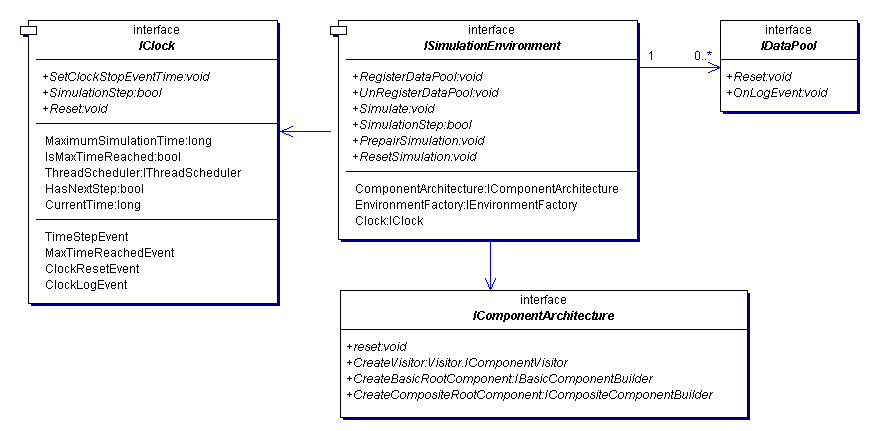 interface
IClock
+SetClockStopEventTime:void
+SimulationStep:bool
+Reset:void
MaximumSimulationTime:long
IsMaxTimeReached:bool
ThreadScheduler:IThreadScheduler
HasNextStep:bool
CurrentTime:long
TimeStepEvent
MaxTimeReachedEvent
ClockResetEvent
ClockLogEvent
interface
ISimulationEnvironment
+RegisterDataPool:void
+UnRegisterDataPool:void
+Simulate:void
+SimulationStep:bool
+PrepairSimulation:void
+ResetSimulation:void
ComponentArchitecture:IComponentArchitecture
EnvironmentFactory:IEnvironmentFactory
Clock:IClock
1
0..*
interface
IDataPool
+Reset:void
+OnLogEvent:void
interface
IComponentArchitecture
+reset:void
+CreateVisitor:Visitor.IComponentVisitor
+CreateBasicRootComponent:IBasicComponentBuilder
+CreateCompositeRootComponent:ICompositeComponentBuilder